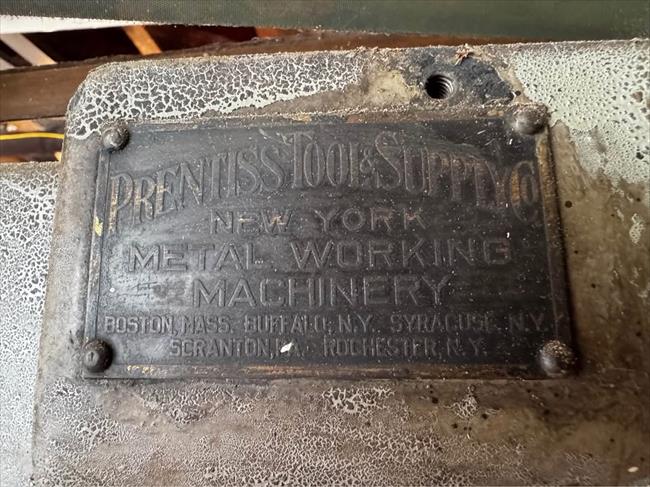 PRENTISS TOOL & SUPPLY CO
NEW YORK
METAL WORKING
MACHINERY
BOSTON, MASS. BUFFALO, N.Y. SYRACUSE, N.Y.
SCRANTON, PA. ROCHESTER, N.Y.